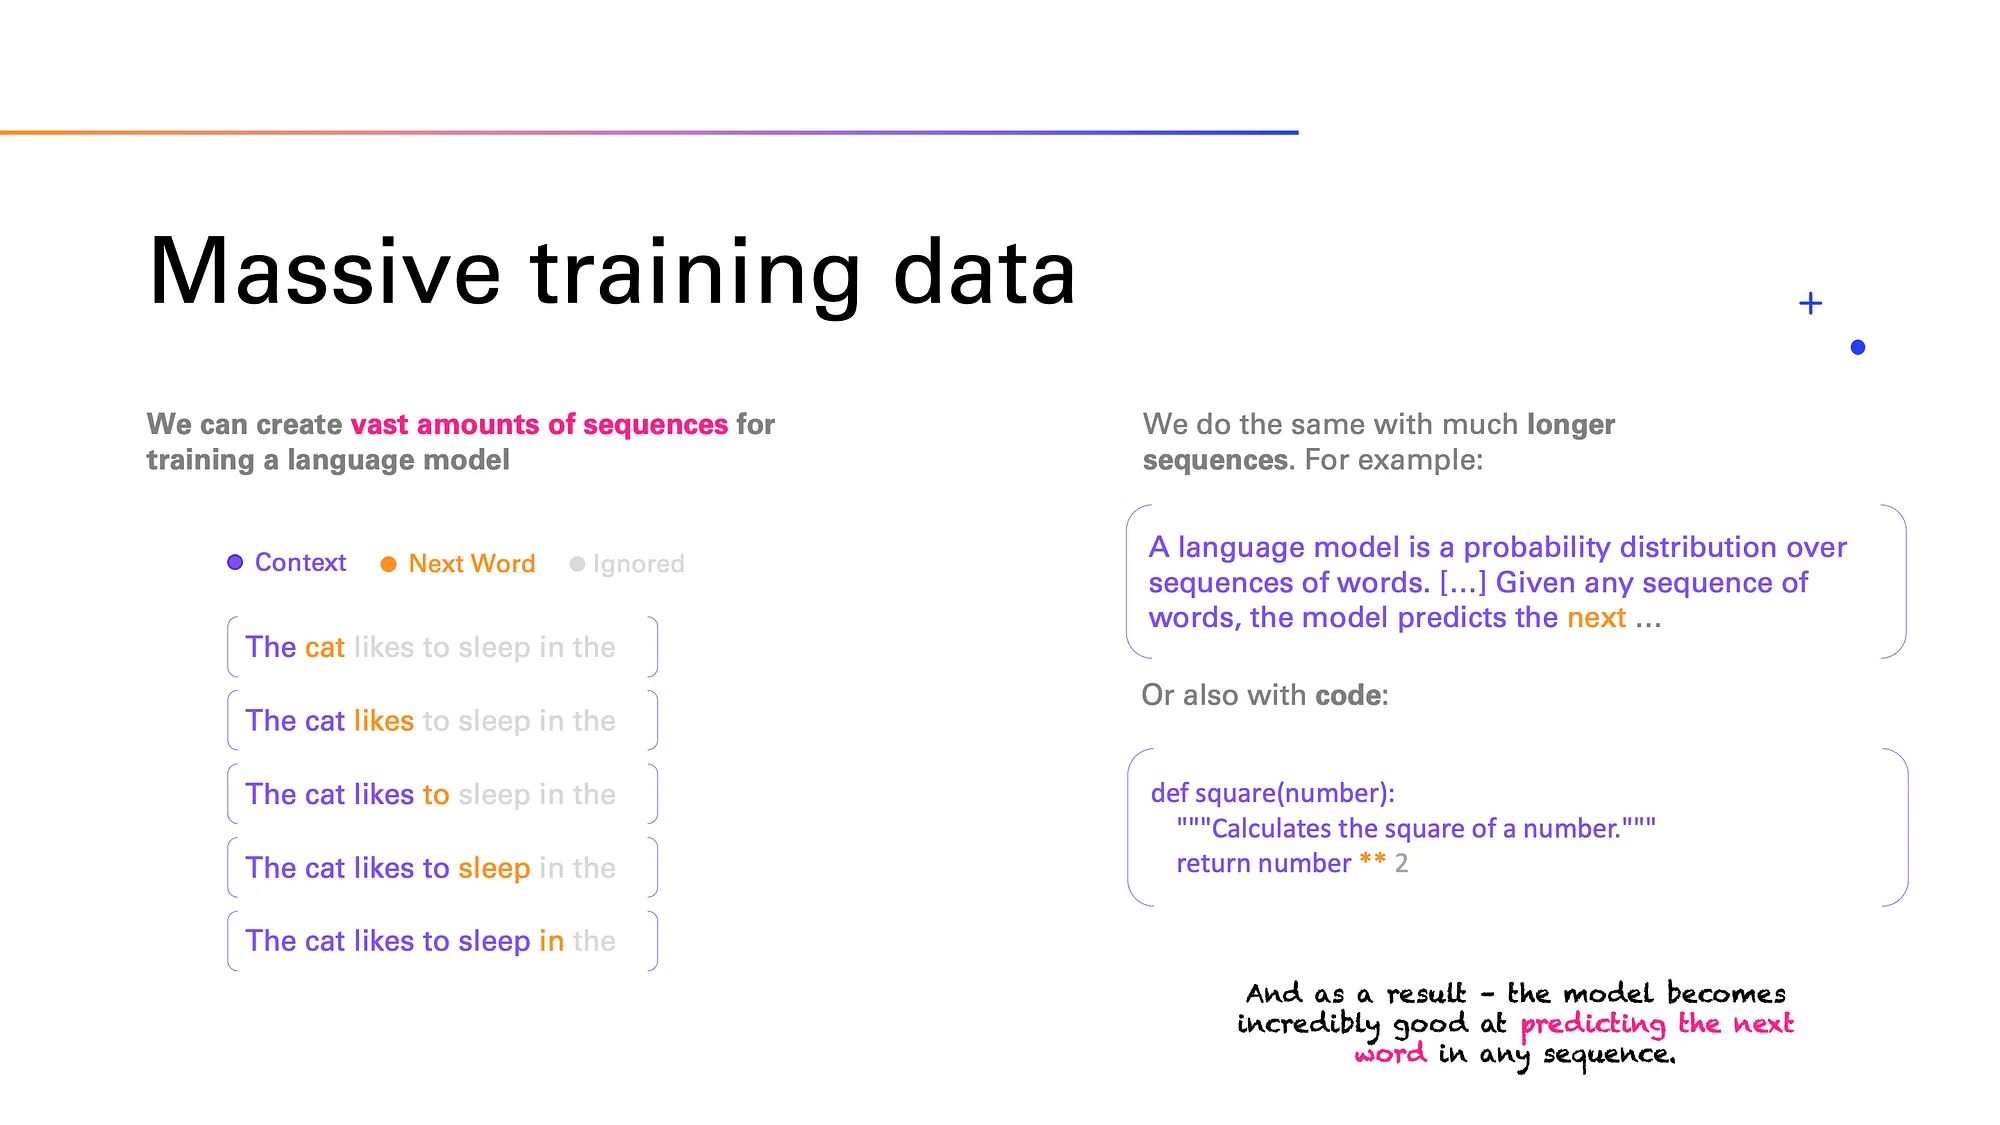 Massive training data
We can create vast amounts of sequences for
training a language model
Context Next Word Ignored
The cat likes to sleep in the
The cat likes to sleep in the
The cat likes to sleep in the
The cat likes to sleep in the
The cat likes to sleep in the
We do the same with much longer
sequences. For example:
A language model is a probability distribution over
sequences of words. […] Given any sequence of
words, the model predicts the next …
Or also with code:
def square(number):
    """Calculates the square of a number."""
    return number ** 2
And as a result – the model becomes
incredibly good at predicting the next
word in any sequence.